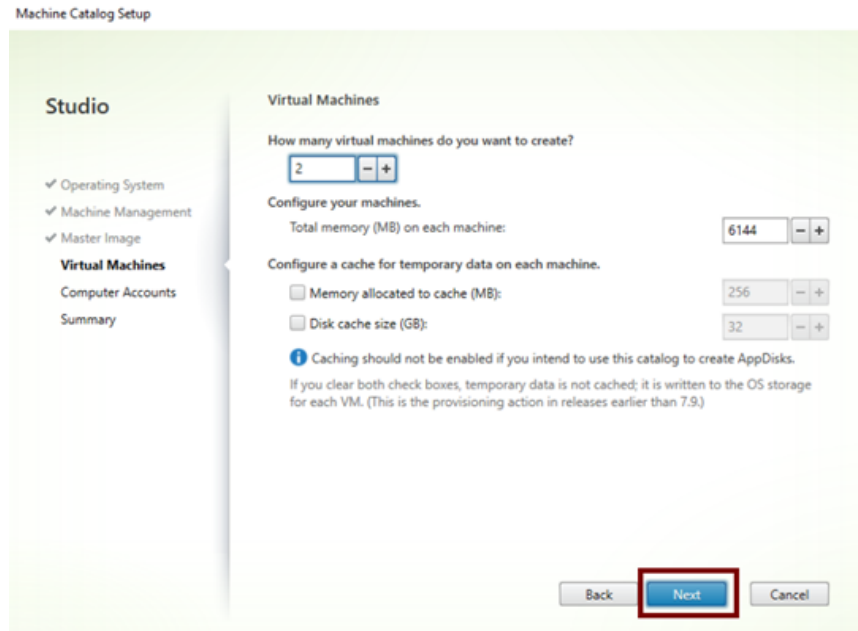 Machine Catalog Setup
Studio
Operating System
Machine Management
Master Image
Virtual Machines
Computer Accounts
Summary
Virtual Machines
How many virtual machines do you want to create?
2
- +
Configure your machines.
Total memory (MB) on each machine:
6144
- +
Configure a cache for temporary data on each machine.
Memory allocated to cache (MB):
256
- +
Disk cache size (GB):
32
- +
Caching should not be enabled if you intend to use this catalog to create AppDisks.
If you clear both check boxes, temporary data is not cached; it is written to the OS storage
for each VM. (This is the provisioning action in releases earlier than 7.9.)
Back
Next
Cancel